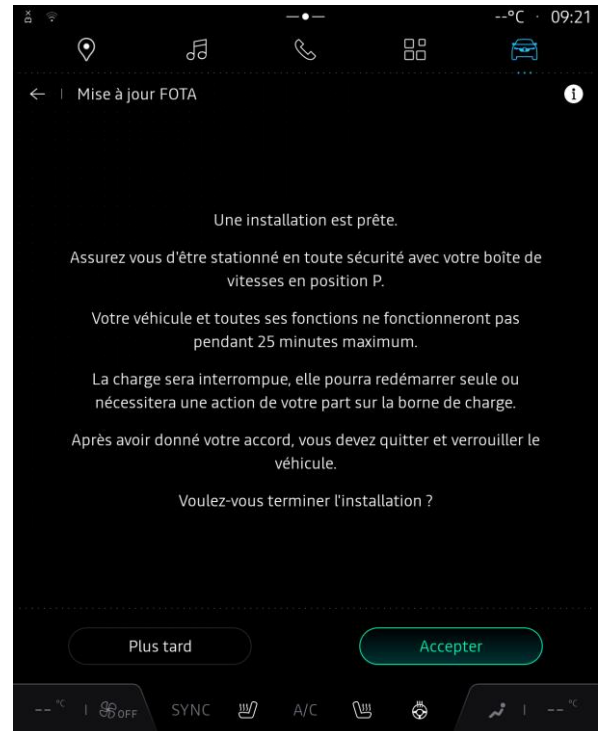 --°C · 09:21
Mise à jour FOTA
Une installation est prête.
Assurez vous d'être stationné en toute sécurité avec votre boîte de
vitesses en position P.
Votre véhicule et toutes ses fonctions ne fonctionneront pas
pendant 25 minutes maximum.
La charge sera interrompue, elle pourra redémarrer seule ou
nécessitera une action de votre part sur la borne de charge.
Après avoir donné votre accord, vous devez quitter et verrouiller le
véhicule.
Voulez-vous terminer l'installation ?
Plus tard
Accepter
-- °C
OFF
SYNC
A/C
-- °C